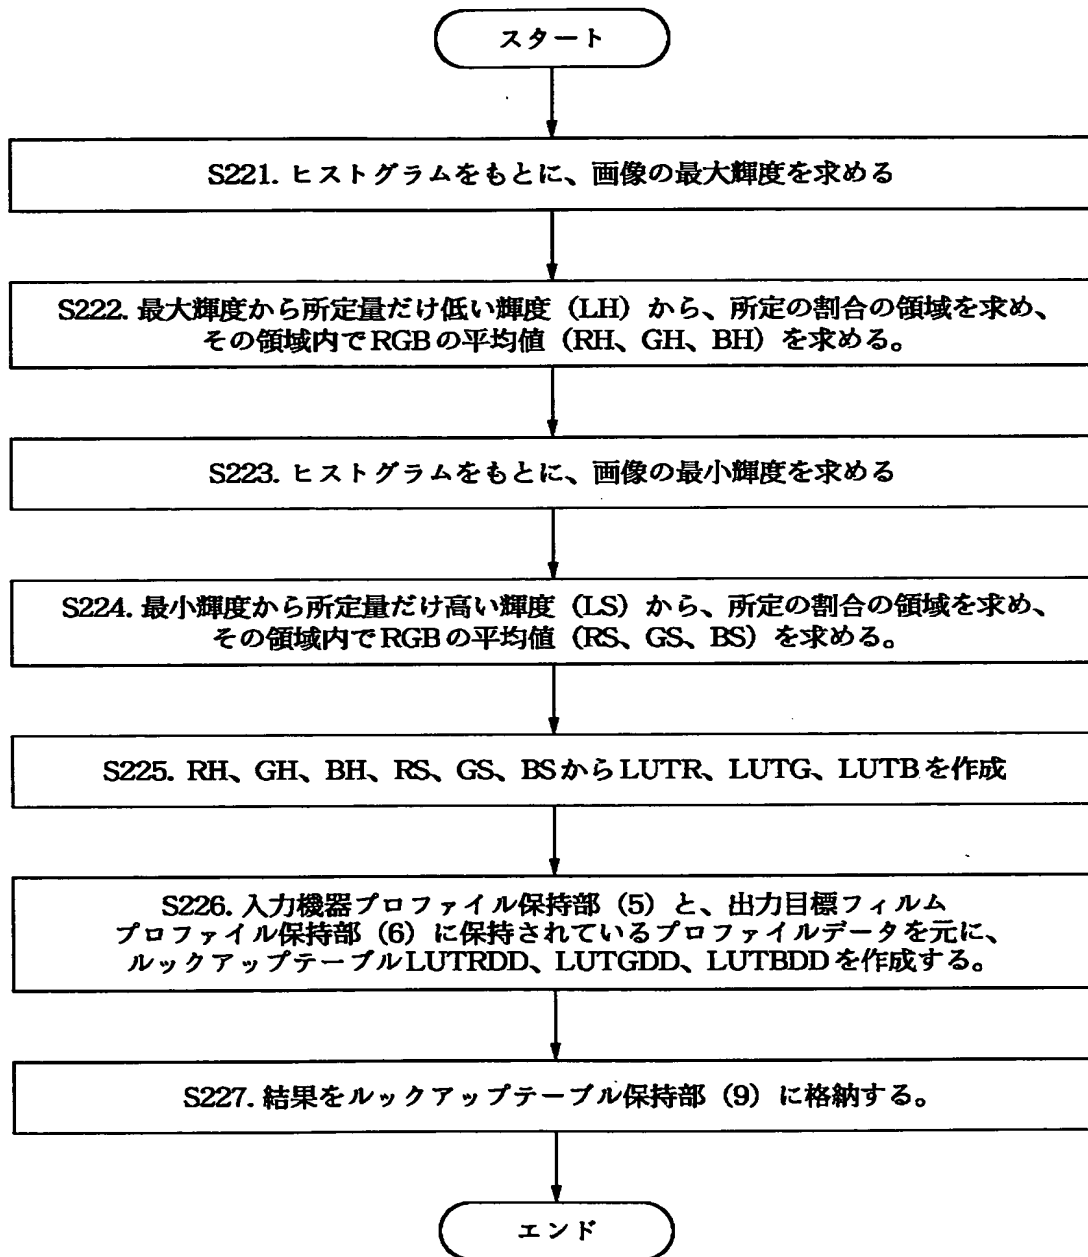 スタート
S221. ヒストグラムをもとに、画像の最大輝度を求める
S222. 最大輝度から所定量だけ低い輝度（LH）から、所定の割合の領域を求め、
その領域内でRGBの平均値（RH、GH、BH）を求める。
S223. ヒストグラムをもとに、画像の最小輝度を求める
S224. 最小輝度から所定量だけ高い輝度（LS）から、所定の割合の領域を求め、
その領域内でRGBの平均値（RS、GS、BS）を求める。
S225. RH、GH、BH、RS、GS、BSからLUTR、LUTG、LUTBを作成
S226. 入力機器プロファイル保持部（5）と、出力目標フィルム
プロファイル保持部（6）に保持されているプロファイルデータを元に、
ルックアップテーブルLUTRDD、LUTGDD、LUTBDDを作成する。
S227. 結果をルックアップテーブル保持部（9）に格納する。
エンド